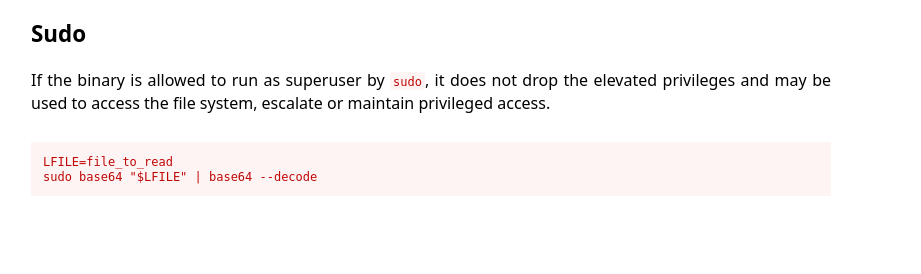 Sudo
If the binary is allowed to run as superuser by sudo, it does not drop the elevated privileges and may be
used to access the file system, escalate or maintain privileged access.
LFILE=file_to_read
sudo base64 "$LFILE" | base64 --decode